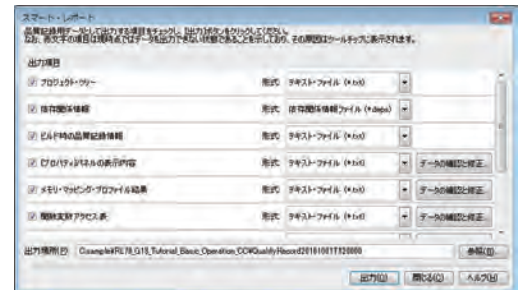 スマート・レポート
品質記録用データとして出力する項目をチェックし、[出力]ボタンをクリックしてください。
なお、赤文字の項目は現時点ではデータを出力できない状態であることを示しており、その原因はツールチップに表示されます。
出力項目
プロジェクト・ツリー 形式 テキスト・ファイル (*.txt)
依存関係情報 形式 依存関係情報ファイル (*.deps)
ビルド時の品質記録情報 形式 テキスト・ファイル (*.txt)
[プロパティ]パネルの表示内容 形式 テキスト・ファイル (*.txt) データの確認と修正...
メモリ・マッピング・プロファイル結果 形式 テキスト・ファイル (*.txt) データの確認と修正...
関数変数アクセス表 形式 テキスト・ファイル (*.txt) データの確認と修正...
出力場所(P): C:\sample\RL78_G13_Tutorial_Basic_Operation_CC\QualifyRecord20161001T120000 参照(R)...
出力(O) 閉じる(C) ヘルプ(H)